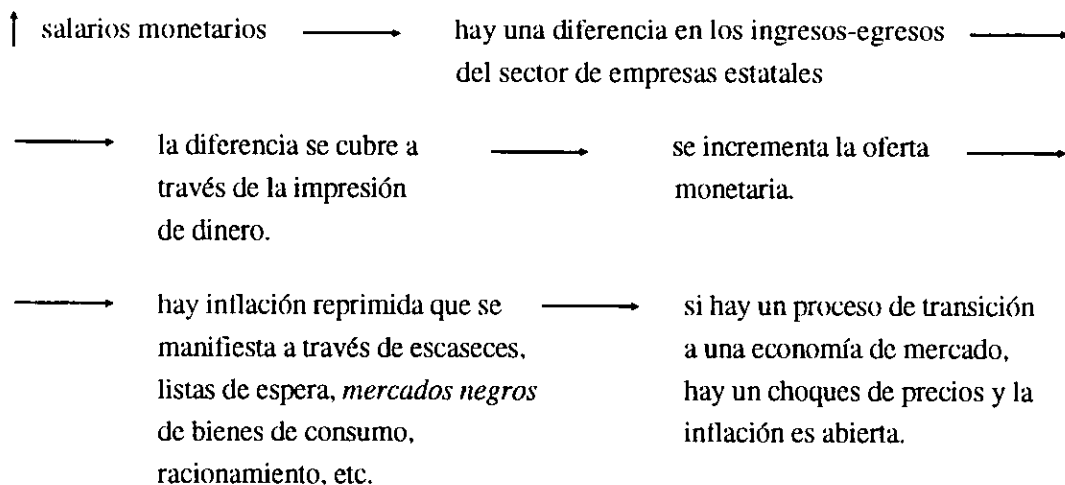 ↑ salarios monetarios ⟶ hay una diferencia en los ingresos-egresos ⟶
del sector de empresas estatales
⟶ la diferencia se cubre a
través de la impresión
de dinero.
⟶ se incrementa la oferta ⟶
monetaria.
⟶ hay inflación reprimida que se
manifiesta a través de escaseces,
listas de espera, mercados negros
de bienes de consumo,
racionamiento, etc.
⟶ si hay un proceso de transición
a una economía de mercado,
hay un choques de precios y la
inflación es abierta.